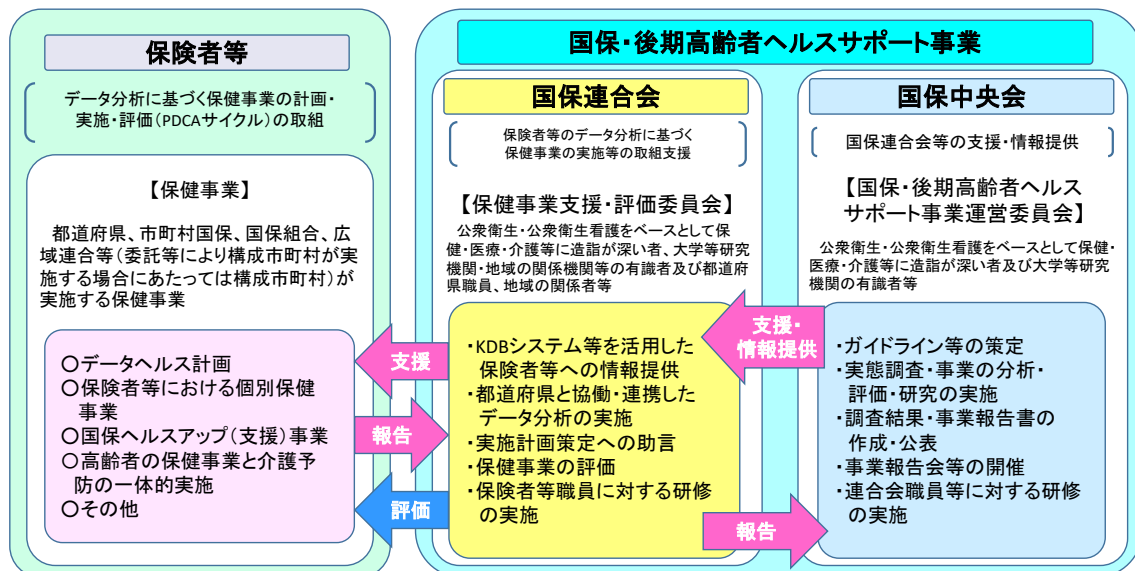 保険者等
データ分析に基づく保健事業の計画・
実施・評価(PDCAサイクル)の取組
【保健事業】
都道府県、市町村国保、国保組合、広
域連合等(委託等により構成市町村が実
施する場合にあたっては構成市町村)が
実施する保健事業
〇データヘルス計画
〇保険者等における個別保健
事業
〇国保ヘルスアップ(支援)事業
〇高齢者の保健事業と介護予
防の一体的実施
〇その他
支援
報告
評価
国保・後期高齢者ヘルスサポート事業
国保連合会
保険者等のデータ分析に基づく
保健事業の実施等の取組支援
【保健事業支援・評価委員会】
公衆衛生・公衆衛生看護をベースとして保
健・医療・介護等に造詣が深い者、大学等研究
機関・地域の関係機関等の有識者及び都道府
県職員、地域の関係者等
・KDBシステム等を活用した
保険者等への情報提供
・都道府県と協働・連携した
データ分析の実施
・実施計画策定への助言
・保健事業の評価
・保険者等職員に対する研修
の実施
支援・
情報提供
報告
国保中央会
国保連合会等の支援・情報提供
【国保・後期高齢者ヘルス
サポート事業運営委員会】
公衆衛生・公衆衛生看護をベースとして保健・
医療・介護等に造詣が深い者及び大学等研究
機関の有識者等
・ガイドライン等の策定
・実態調査・事業の分析・
評価・研究の実施
・調査結果・事業報告書の
作成・公表
・事業報告会等の開催
・連合会職員等に対する研修
の実施